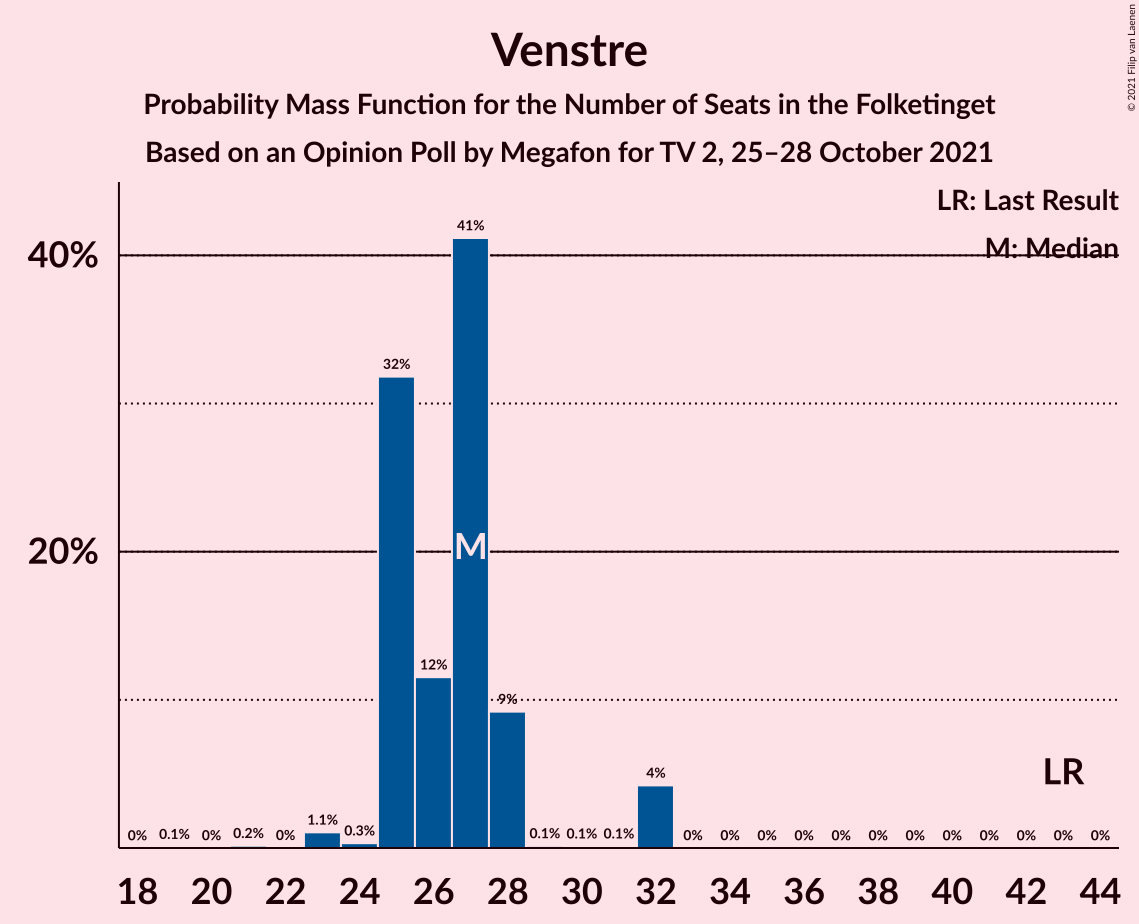 © 2021 Filip van Laenen
Venstre
Probability Mass Function for the Number of Seats in the Folketinget
Based on an Opinion Poll by Megafon for TV 2, 25–28 October 2021
LR: Last Result
M: Median
40%
20%
41%
32%
M
12%
9%
LR
4%
0% 0.1% 0% 0.2% 0% 1.1% 0.3% 0.1% 0.1% 0.1% 0% 0% 0% 0% 0% 0% 0% 0% 0% 0% 0% 0%
18 20 22 24 26 28 30 32 34 36 38 40 42 44